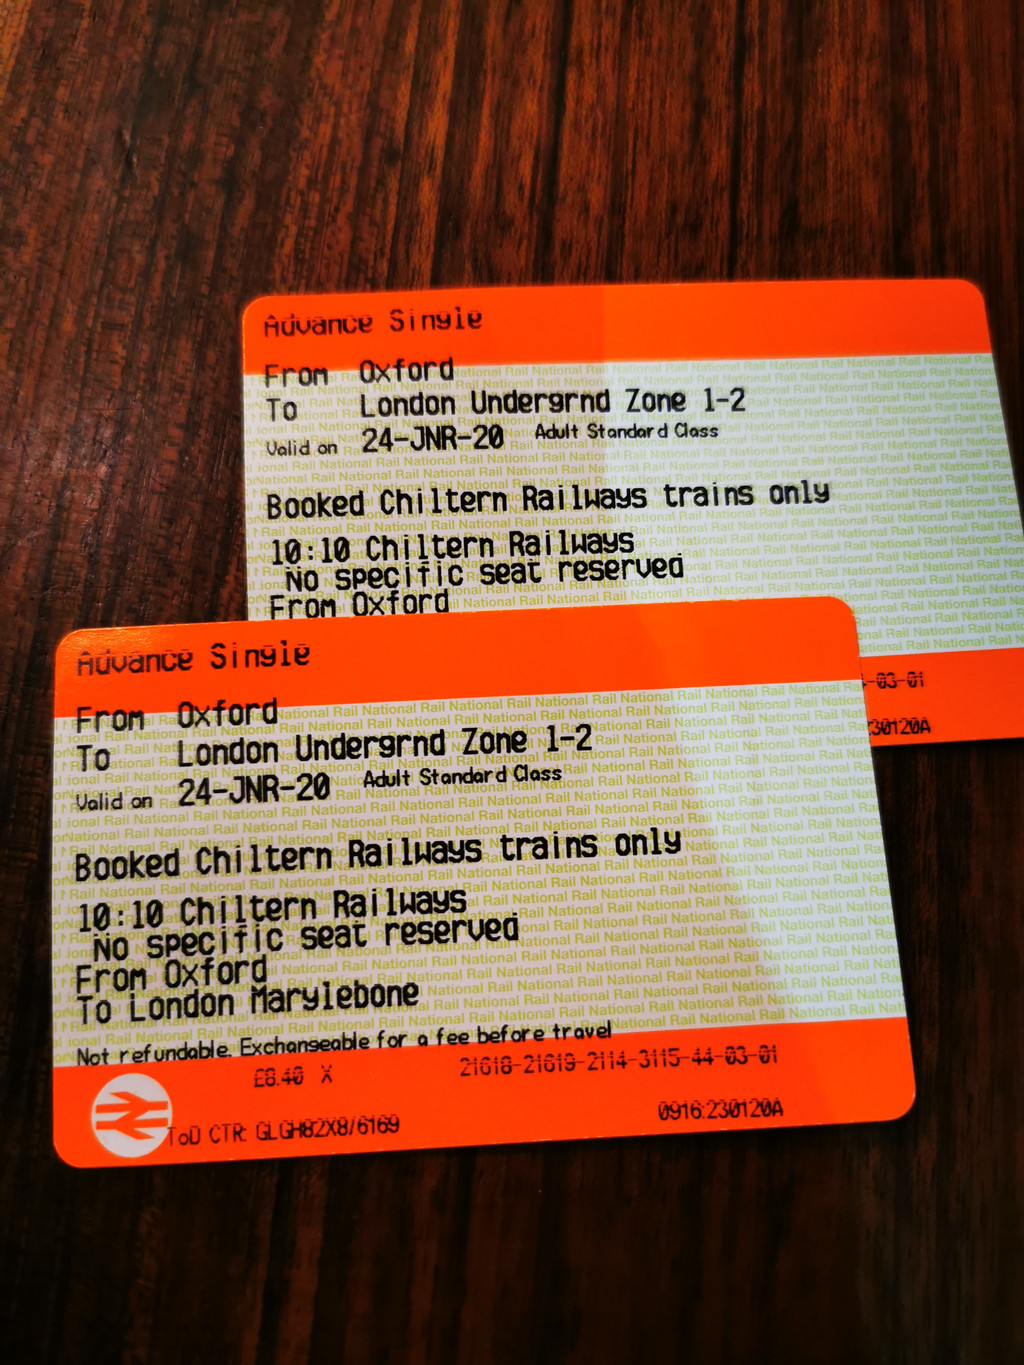 Advance Single
From Oxford
To London Undergrnd Zone 1-2
Valid on 24-JNR-20 Adult Standard Class
Booked Chiltern Railways trains only
10:10 Chiltern Railways
No specific seat reserved
From Oxford
-03-01
30120A
Advance Single
From Oxford
To London Undergrnd Zone 1-2
Valid on 24-JNR-20 Adult Standard Class
Booked Chiltern Railways trains only
10:10 Chiltern Railways
No specific seat reserved
From Oxford
To London Marylebone
Not refundable. Exchangeable for a fee before travel
£8.40 X 21618-21619-2114-3115-44-03-01
0916:230120A
ToD CTR: GLGH82X8/6169